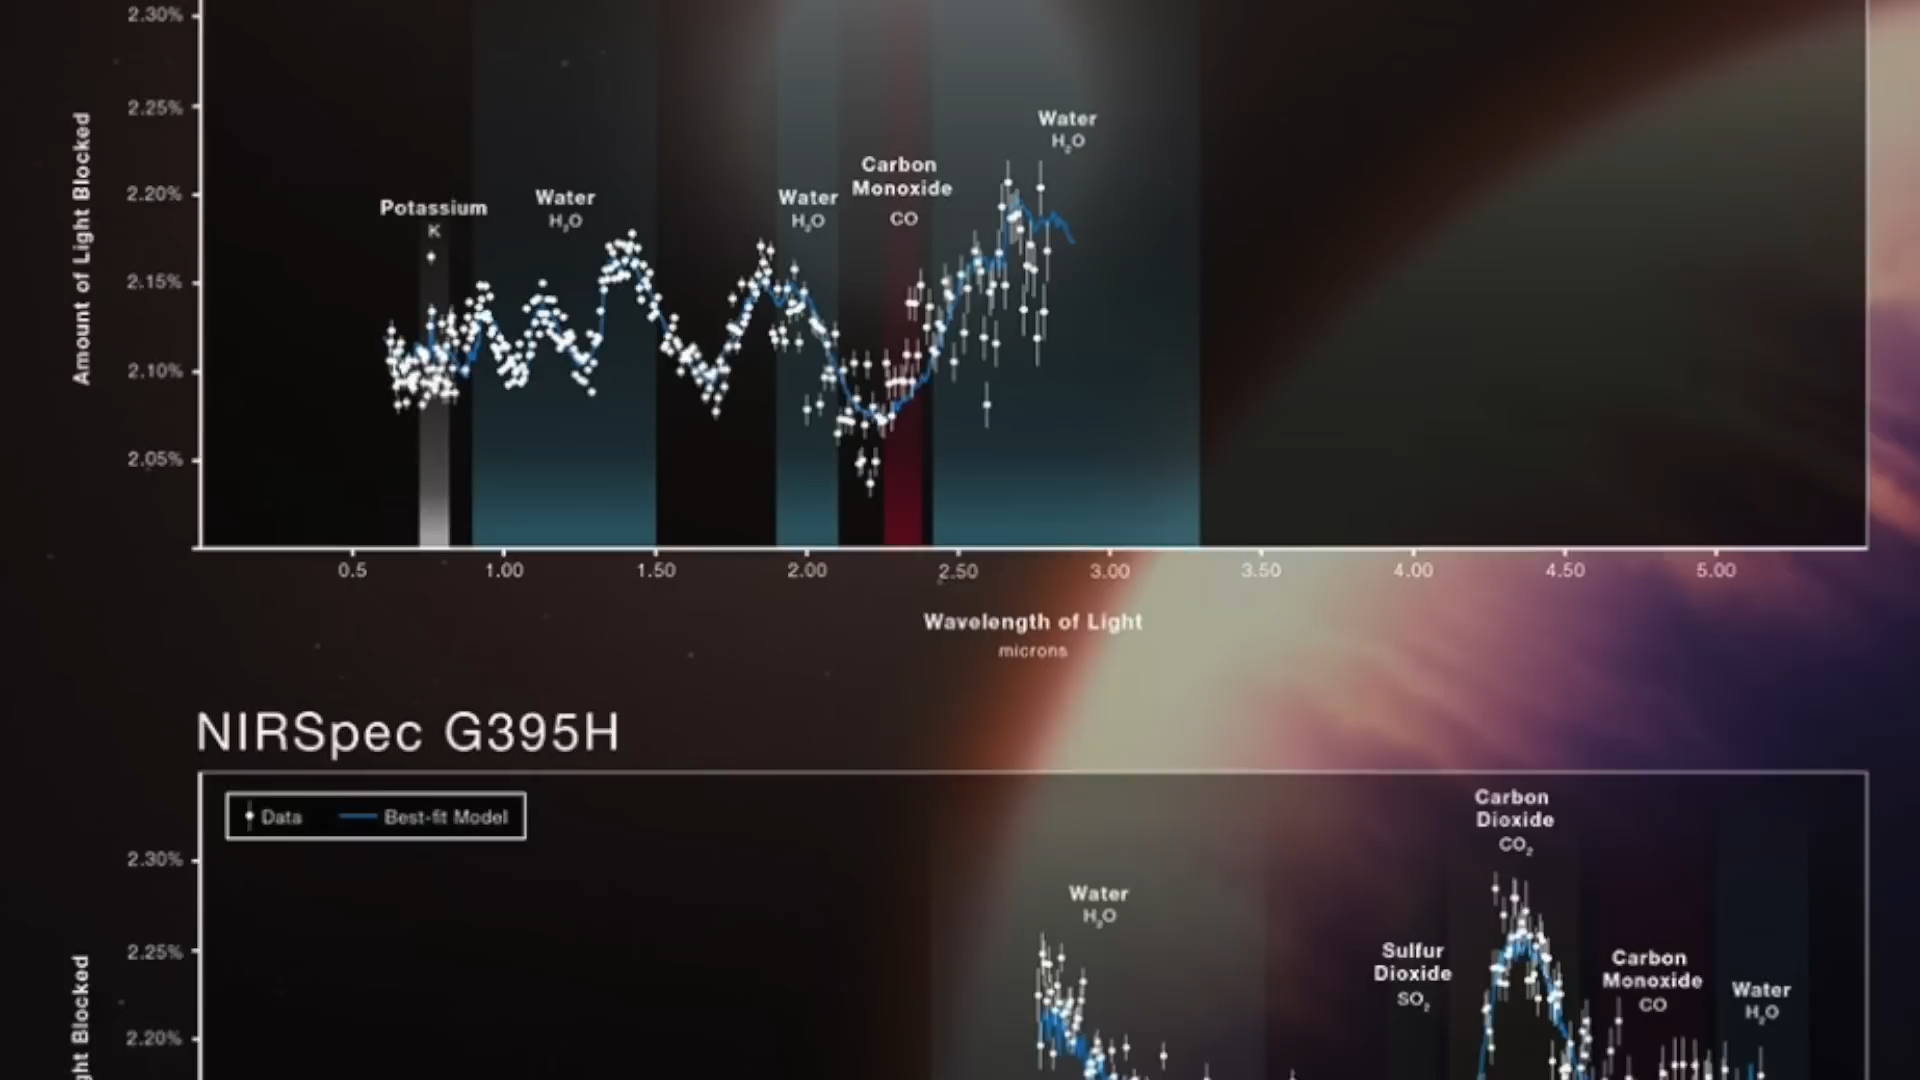 2.30%
2.25%
2.20%
2.15%
2.10%
2.05%
Amount of Light Blocked
Potassium
K
Water
H₂O
Water
H₂O
Carbon
Monoxide
CO
Water
H₂O
0.5 1.00 1.50 2.00 2.50 3.00 3.50 4.00 4.50 5.00
Wavelength of Light
microns
NIRSpec G395H
Data Best-fit Model
2.30%
2.25%
2.20%
Blocked
Water
H₂O
Sulfur
Dioxide
SO₂
Carbon
Dioxide
CO₂
Carbon
Monoxide
CO
Water
H₂O